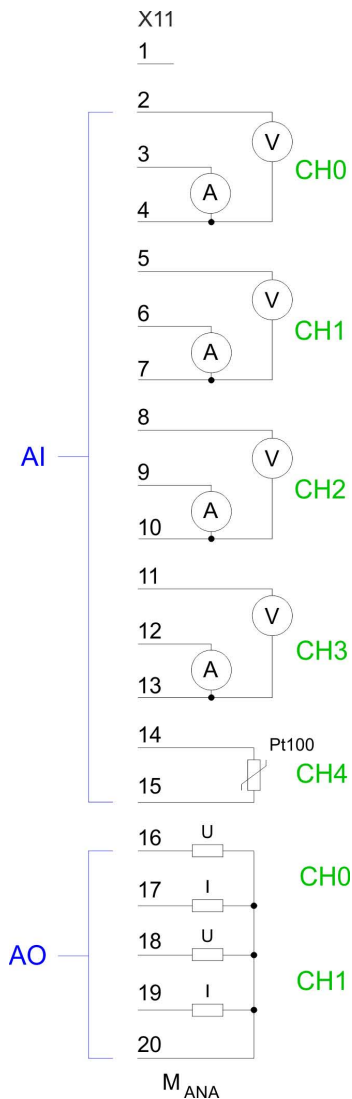 X11
1
2
V
CH0
3
A
4
5
V
CH1
6
A
7
8
V
AI
CH2
9
A
10
11
V
CH3
12
A
13
14
Pt100
CH4
15
16
U
CH0
17
I
18
U
AO
CH1
19
I
20
M ANA